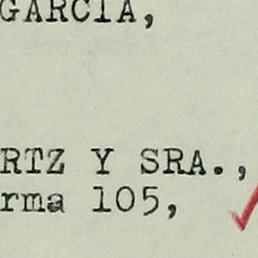 GARCIA,
RTZ Y SRA.,
rma 105,